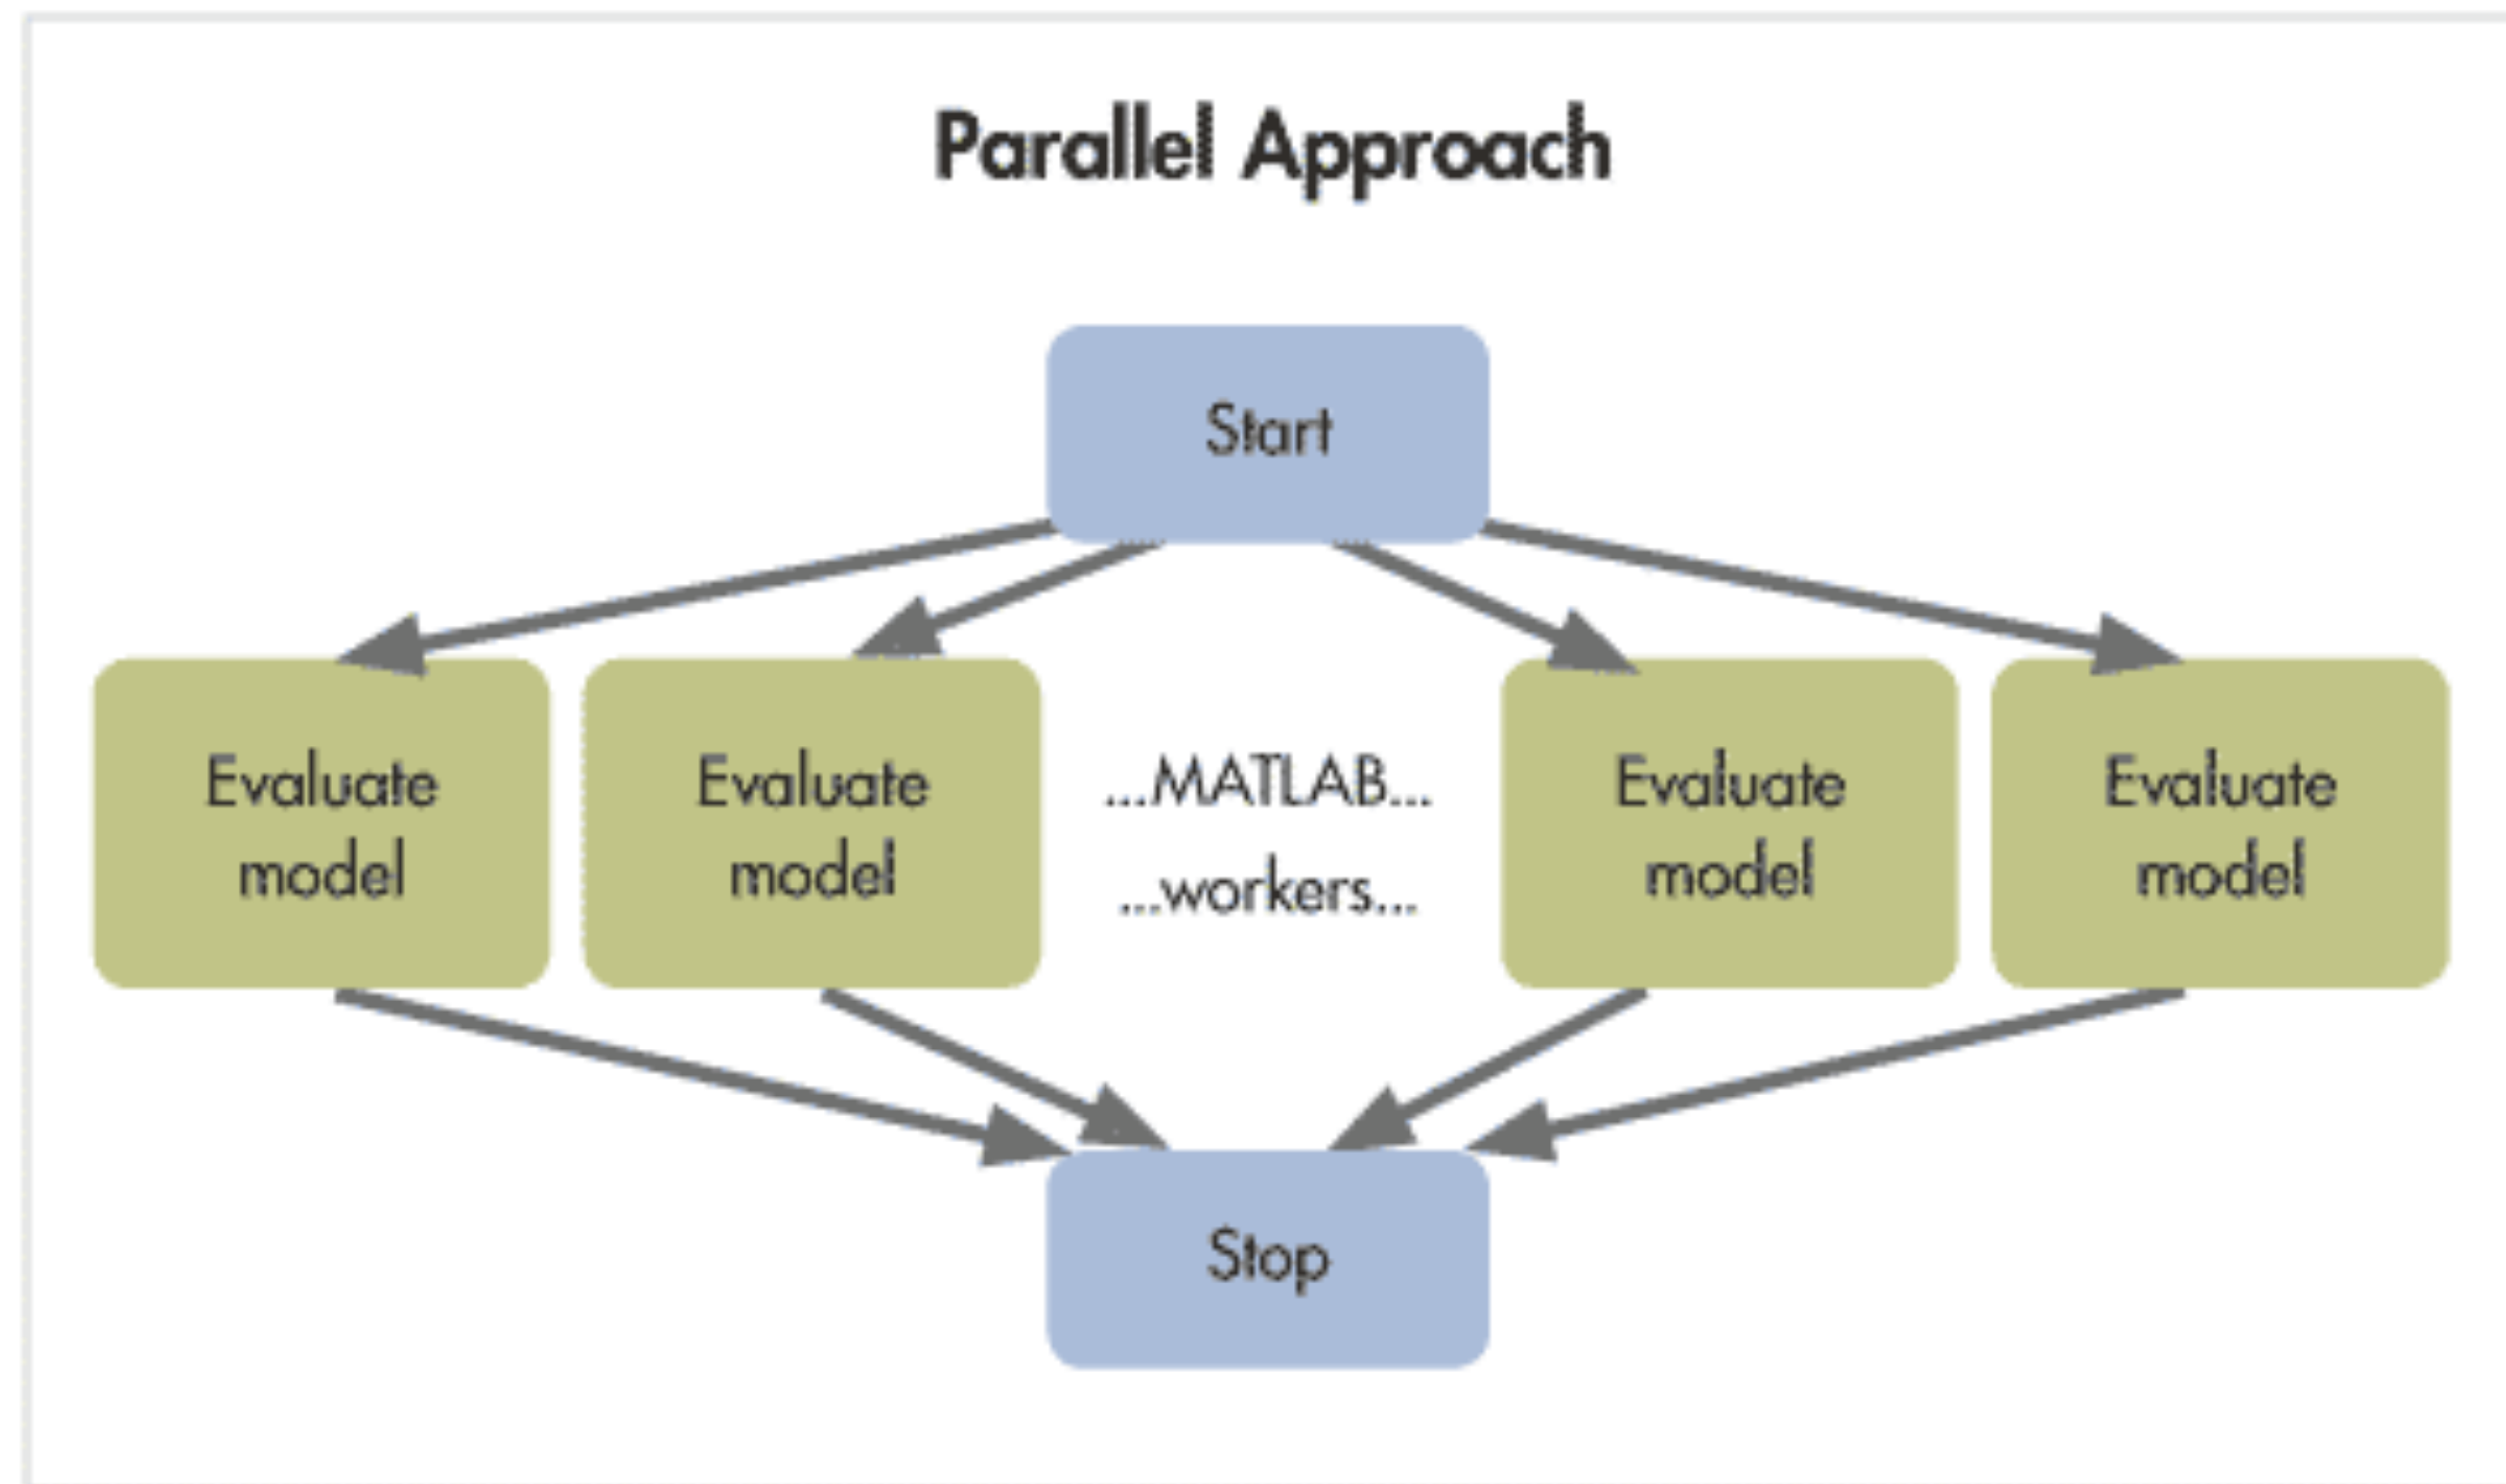 Parallel Approach
Start
Evaluate
model
Evaluate
model
...MATLAB...
...workers...
Evaluate
model
Evaluate
model
Stop